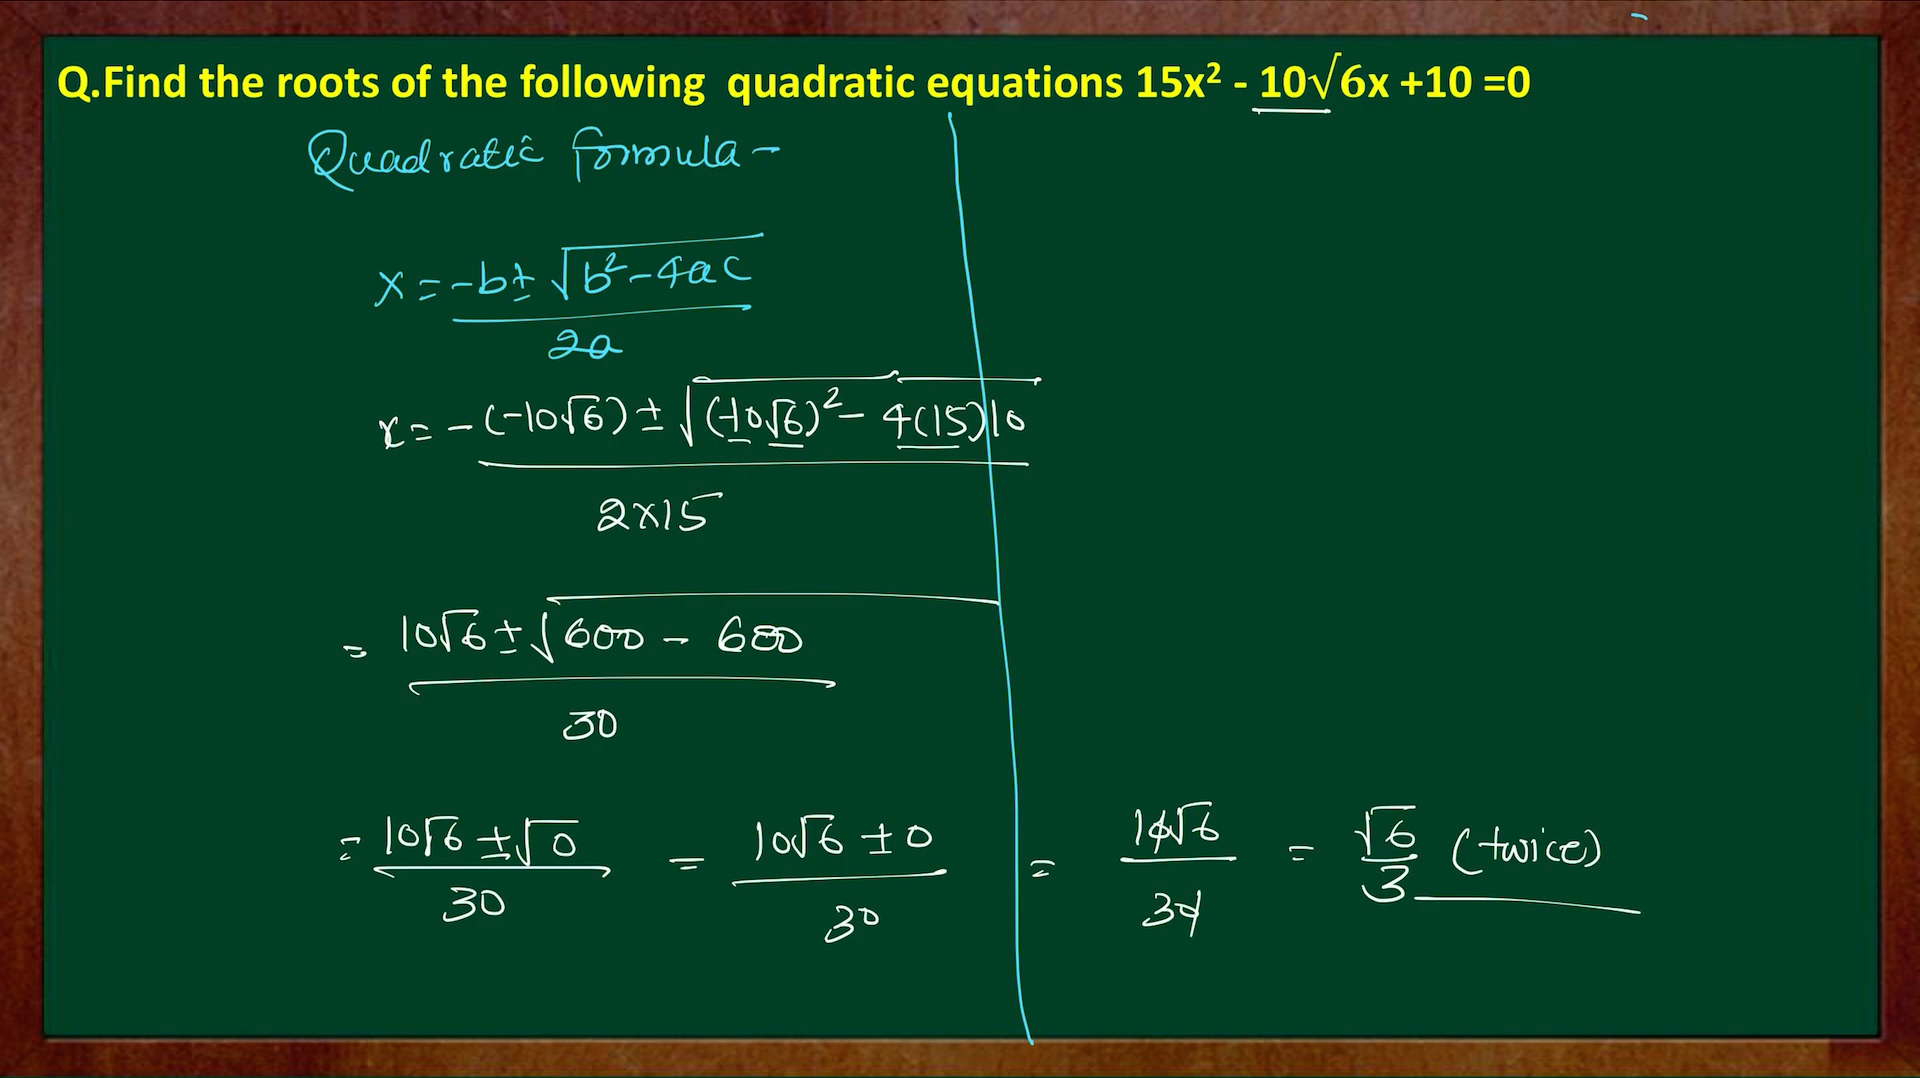 Q.Find the roots of the following quadratic equations 15x² - 10√6x +10 =0
Quadratic formula -
x = -b ± √b² - 4ac
2a
x = - (-10√6) ± √(-10√6)² - 4(15)10
2×15
= 10√6 ± √600 - 600
30
= 10√6 ± √0 / 30 = 10√6 ± 0 / 30 = 10√6 / 30 = √6 / 3 (twice)